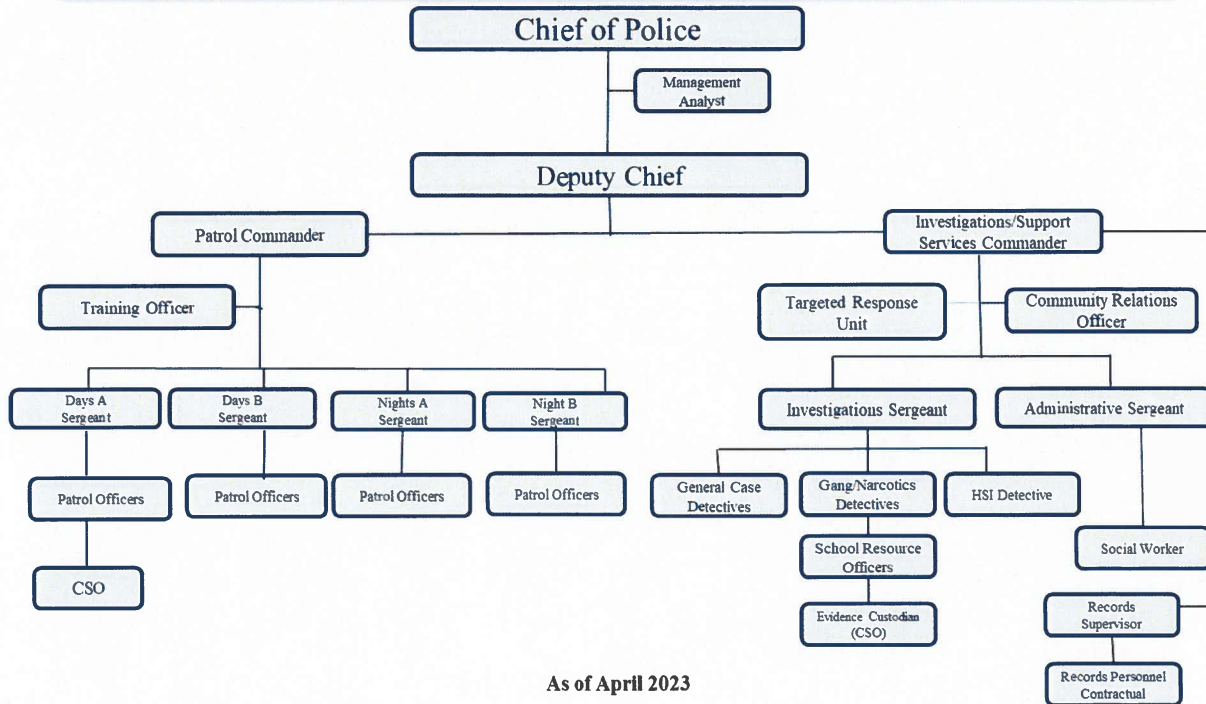 Chief of Police
Management
Analyst
Deputy Chief
Patrol Commander
Investigations/Support
Services Commander
Training Officer
Targeted Response
Unit
Community Relations
Officer
Days A
Sergeant
Days B
Sergeant
Nights A
Sergeant
Night B
Sergeant
Investigations Sergeant
Administrative Sergeant
Patrol Officers
Patrol Officers
Patrol Officers
Patrol Officers
General Case
Detectives
Gang/Narcotics
Detectives
HSI Detective
School Resource
Officers
Social Worker
CSO
Evidence Custodian
(CSO)
Records
Supervisor
Records Personnel
Contractual
As of April 2023